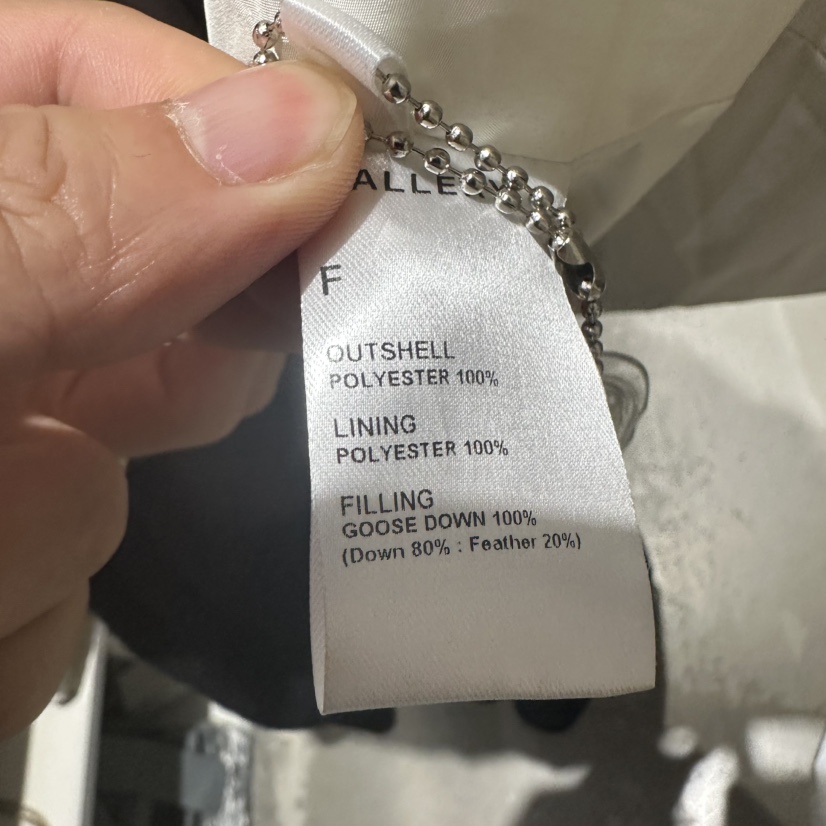 F
OUTSHELL
POLYESTER 100%
LINING
POLYESTER 100%
FILLING
GOOSE DOWN 100%
(Down 80% : Feather 20%)